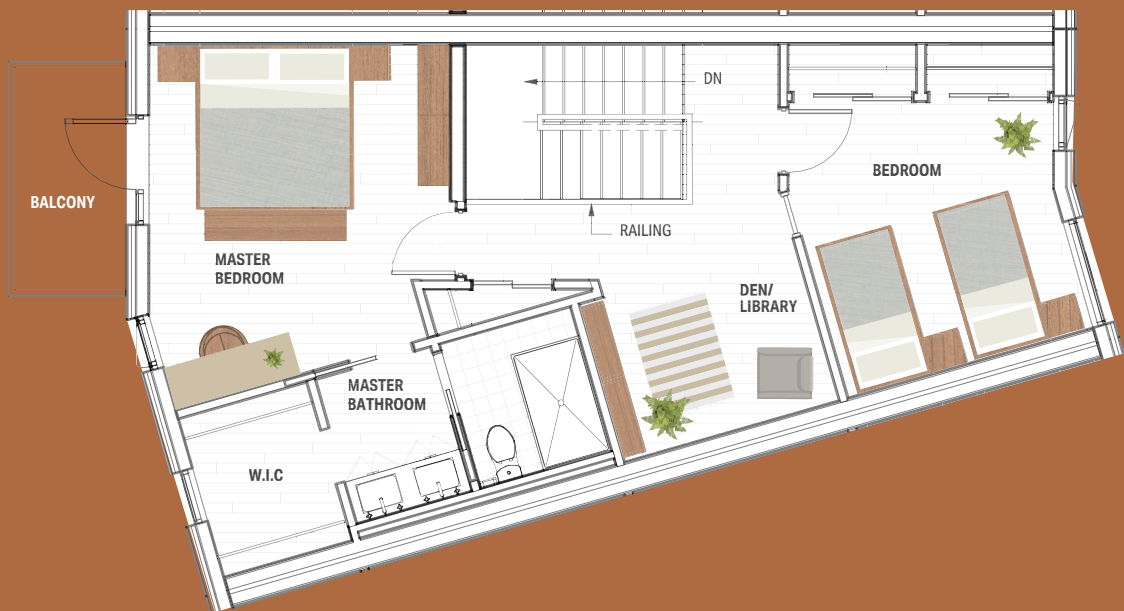 DN
BEDROOM
BALCONY
RAILING
MASTER
BEDROOM
DEN/
LIBRARY
MASTER
BATHROOM
W.I.C